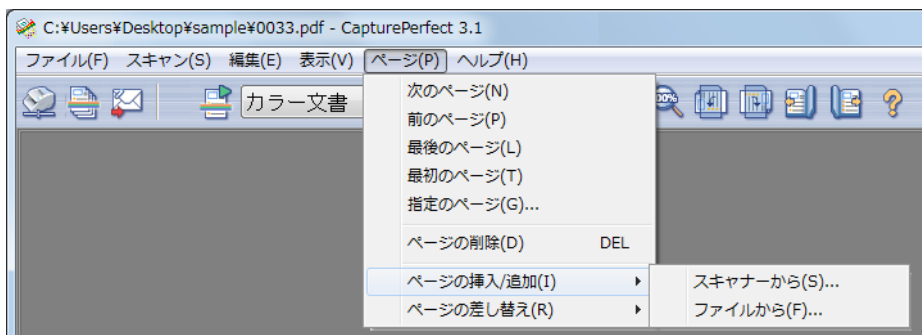 C:¥Users¥Desktop¥sample¥0033.pdf - CapturePerfect 3.1
ファイル(F) スキャン(S) 編集(E) 表示(V) ページ(P) ヘルプ(H)
カラー文書
100%
次のページ(N)
前のページ(P)
最後のページ(L)
最初のページ(T)
指定のページ(G)...
ページの削除(D) DEL
ページの挿入/追加(I)
スキャナーから(S)...
ページの差し替え(R)
ファイルから(F)...